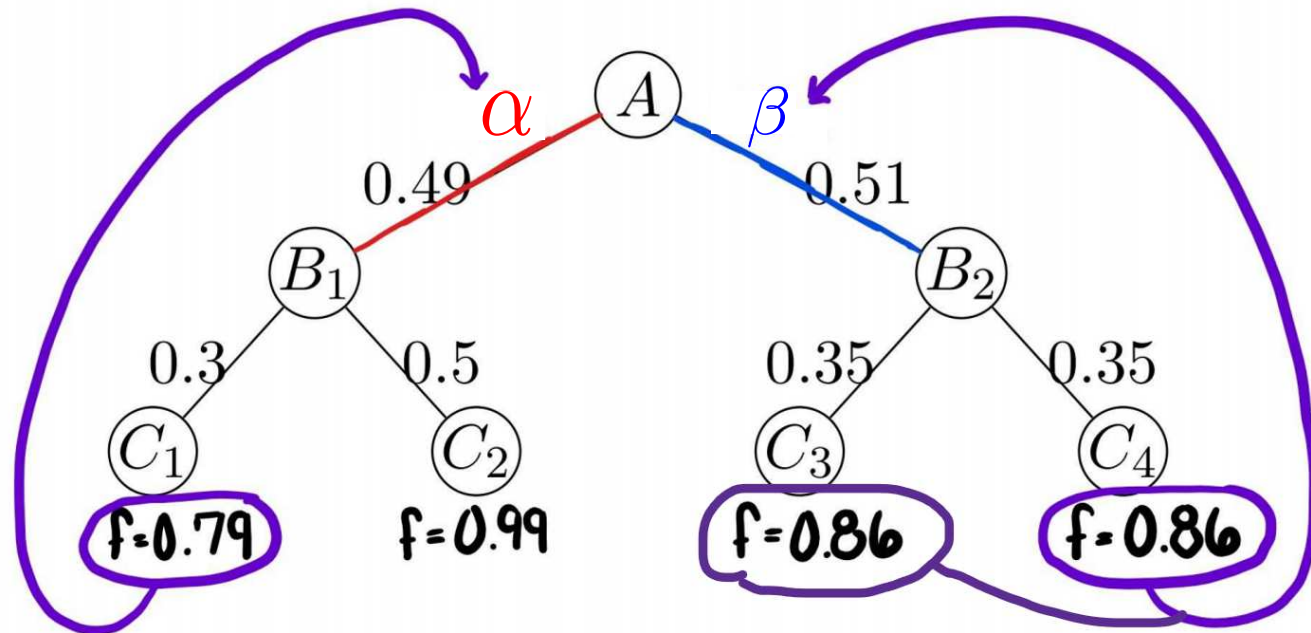 α A β
0.49 0.51
B₁ B₂
0.3 0.5 0.35 0.35
C₁ C₂ C₃ C₄
f=0.79 f=0.99 f=0.86 f=0.86